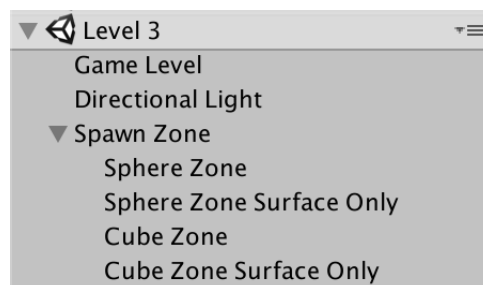 Level 3
Game Level
Directional Light
Spawn Zone
Sphere Zone
Sphere Zone Surface Only
Cube Zone
Cube Zone Surface Only